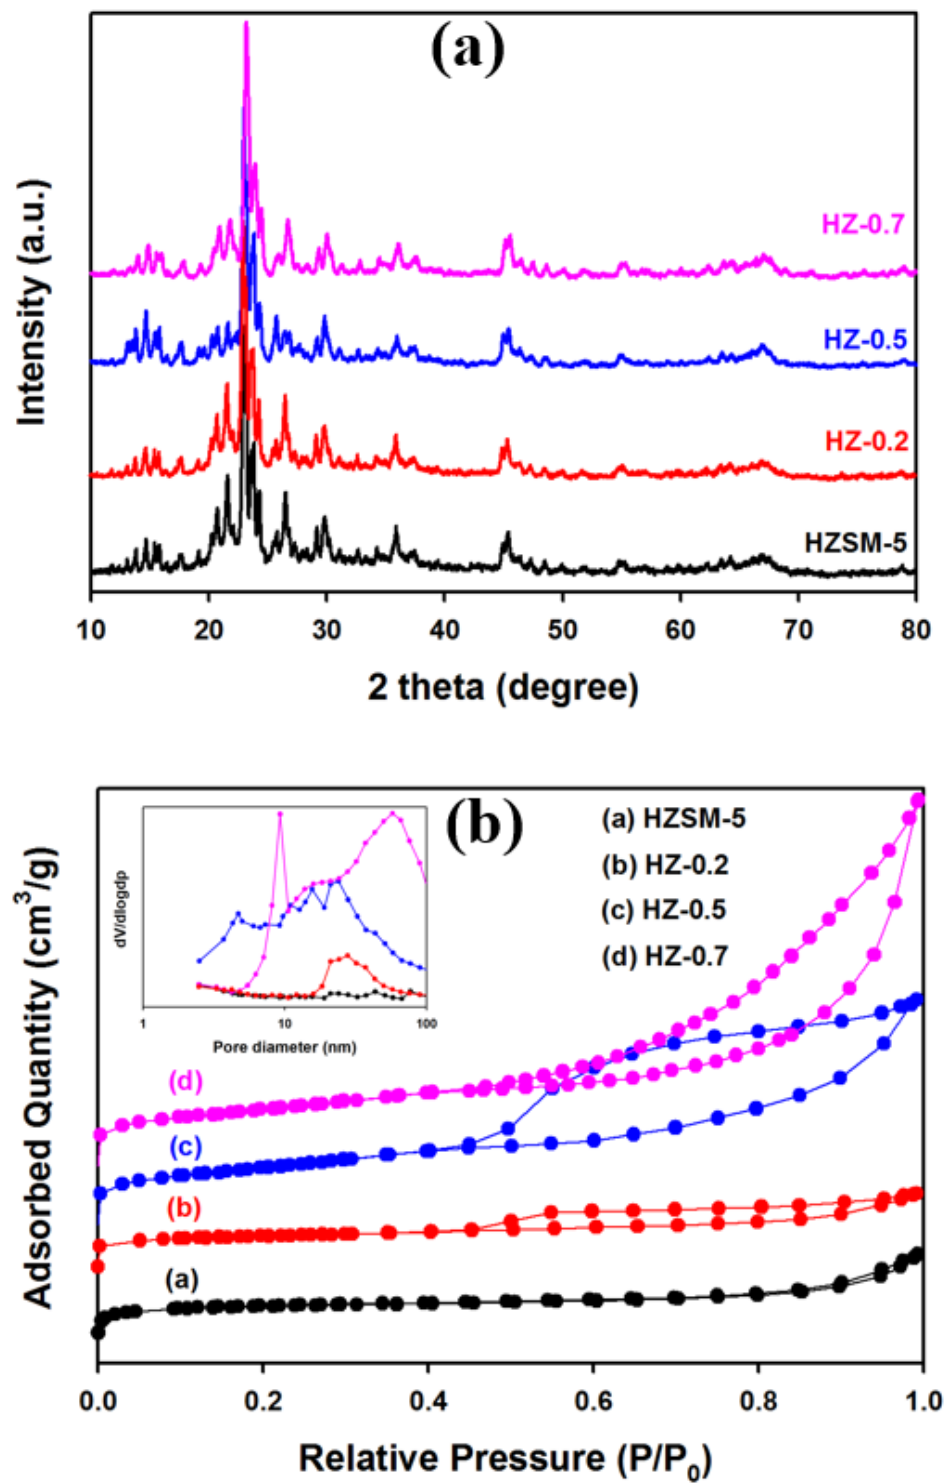 (a)
Intensity (a.u.)
HZ-0.7
HZ-0.5
HZ-0.2
HZSM-5
10 20 30 40 50 60 70 80
2 theta (degree)
(b)
(a) HZSM-5
(b) HZ-0.2
(c) HZ-0.5
(d) HZ-0.7
dV/dlogdp
1 10 100
Pore diameter (nm)
Adsorbed Quantity (cm³/g)
(d)
(c)
(b)
(a)
0.0 0.2 0.4 0.6 0.8 1.0
Relative Pressure (P/P₀)